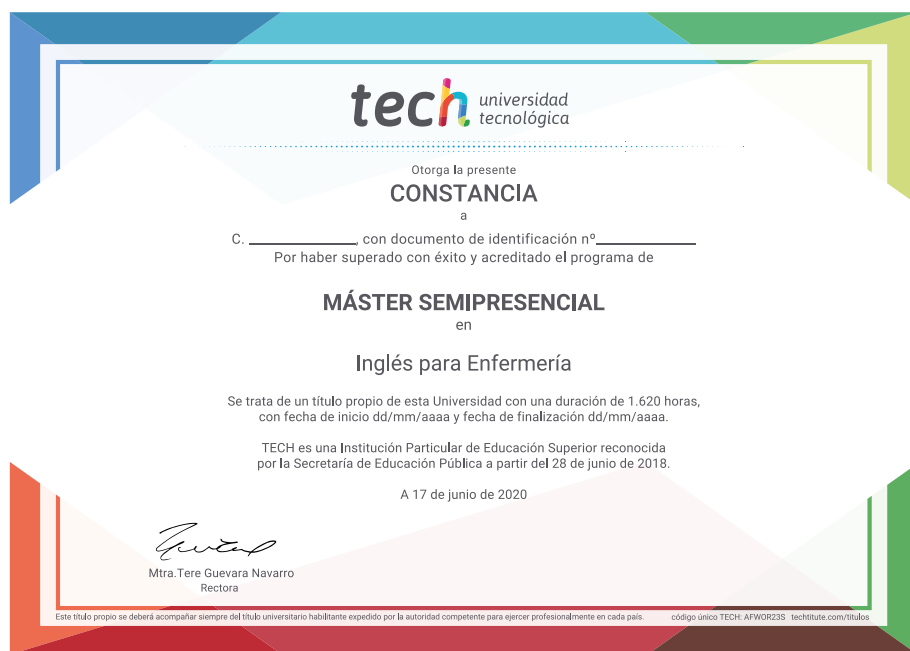 tech universidad
tecnológica
Otorga la presente
CONSTANCIA
a
C. ______________, con documento de identificación nº_____________
Por haber superado con éxito y acreditado el programa de
MÁSTER SEMIPRESENCIAL
en
Inglés para Enfermería
Se trata de un título propio de esta Universidad con una duración de 1.620 horas,
con fecha de inicio dd/mm/aaaa y fecha de finalización dd/mm/aaaa.
TECH es una Institución Particular de Educación Superior reconocida
por la Secretaría de Educación Pública a partir del 28 de junio de 2018.
A 17 de junio de 2020
Mtra.Tere Guevara Navarro
Rectora
Este título propio se deberá acompañar siempre del título universitario habilitante expedido por la autoridad competente para ejercer profesionalmente en cada país. código único TECH: AFWOR23S techtitute.com/titulos